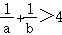 1/a + 1/b > 4